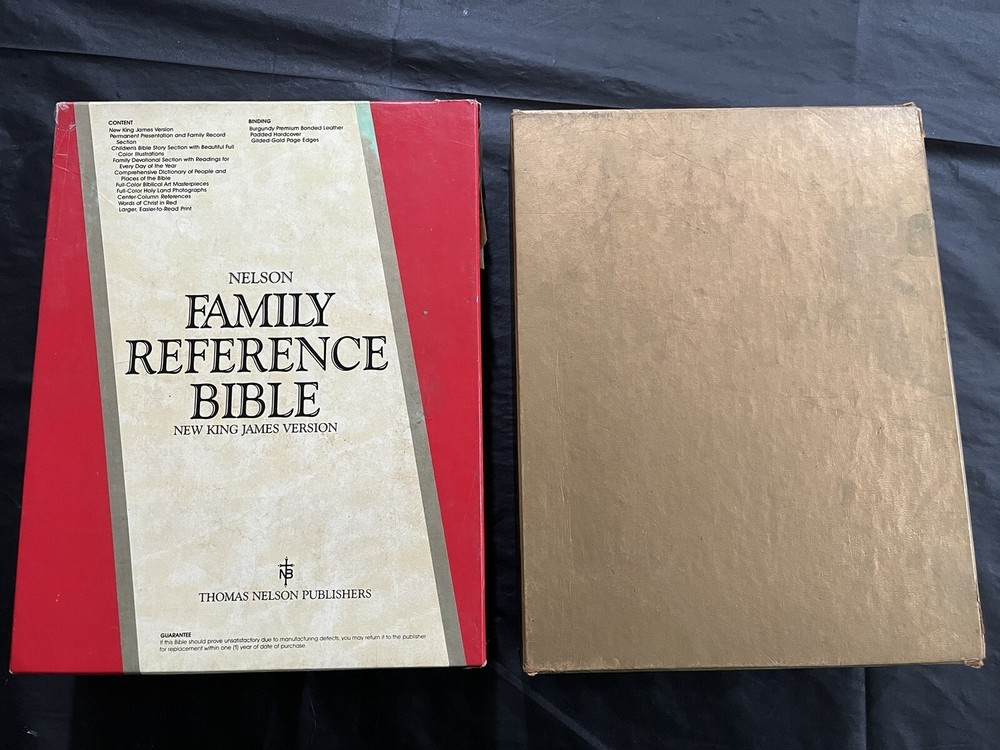 CONTENT
New King James Version
Permanent Presentation and Family Record
Section
Children's Bible Story Section with Beautiful Full
Color Illustrations
Family Devotional Section with Readings for
Every Day of the Year
Comprehensive Dictionary of People and
Places of the Bible
Full-Color Biblical Art Masterpieces
Full-Color Holy Land Photographs
Center-Column References
Words of Christ in Red
Larger, Easier-to-Read Print
BINDING
Burgundy Premium Bonded Leather
Padded Hardcover
Gilded-Gold Page Edges
NELSON
FAMILY
REFERENCE
BIBLE
NEW KING JAMES VERSION
NB
THOMAS NELSON PUBLISHERS
GUARANTEE
If this Bible should prove unsatisfactory due to manufacturing defects, you may return it to the publisher
for replacement within one (1) year of date of purchase.